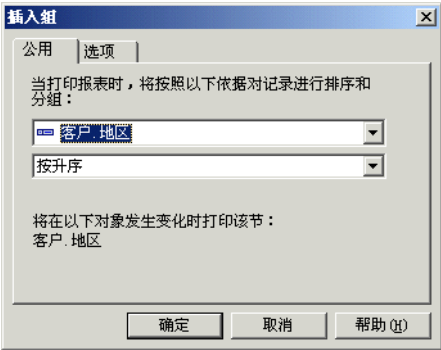 插入组
公用 选项
当打印报表时，将按照以下依据对记录进行排序和
分组：
客户.地区
按升序
将在以下对象发生变化时打印该节：
客户.地区
确定 取消 帮助(H)